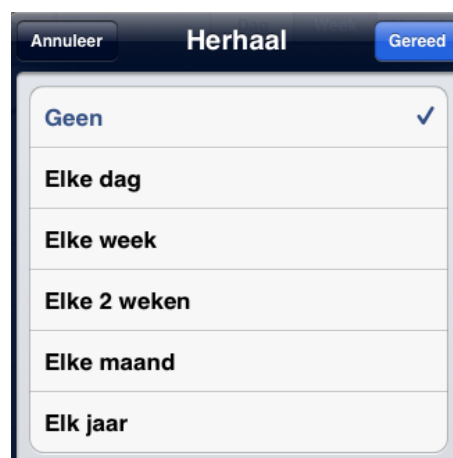 Annuleer Herhaal Gereed
Geen
Elke dag
Elke week
Elke 2 weken
Elke maand
Elk jaar